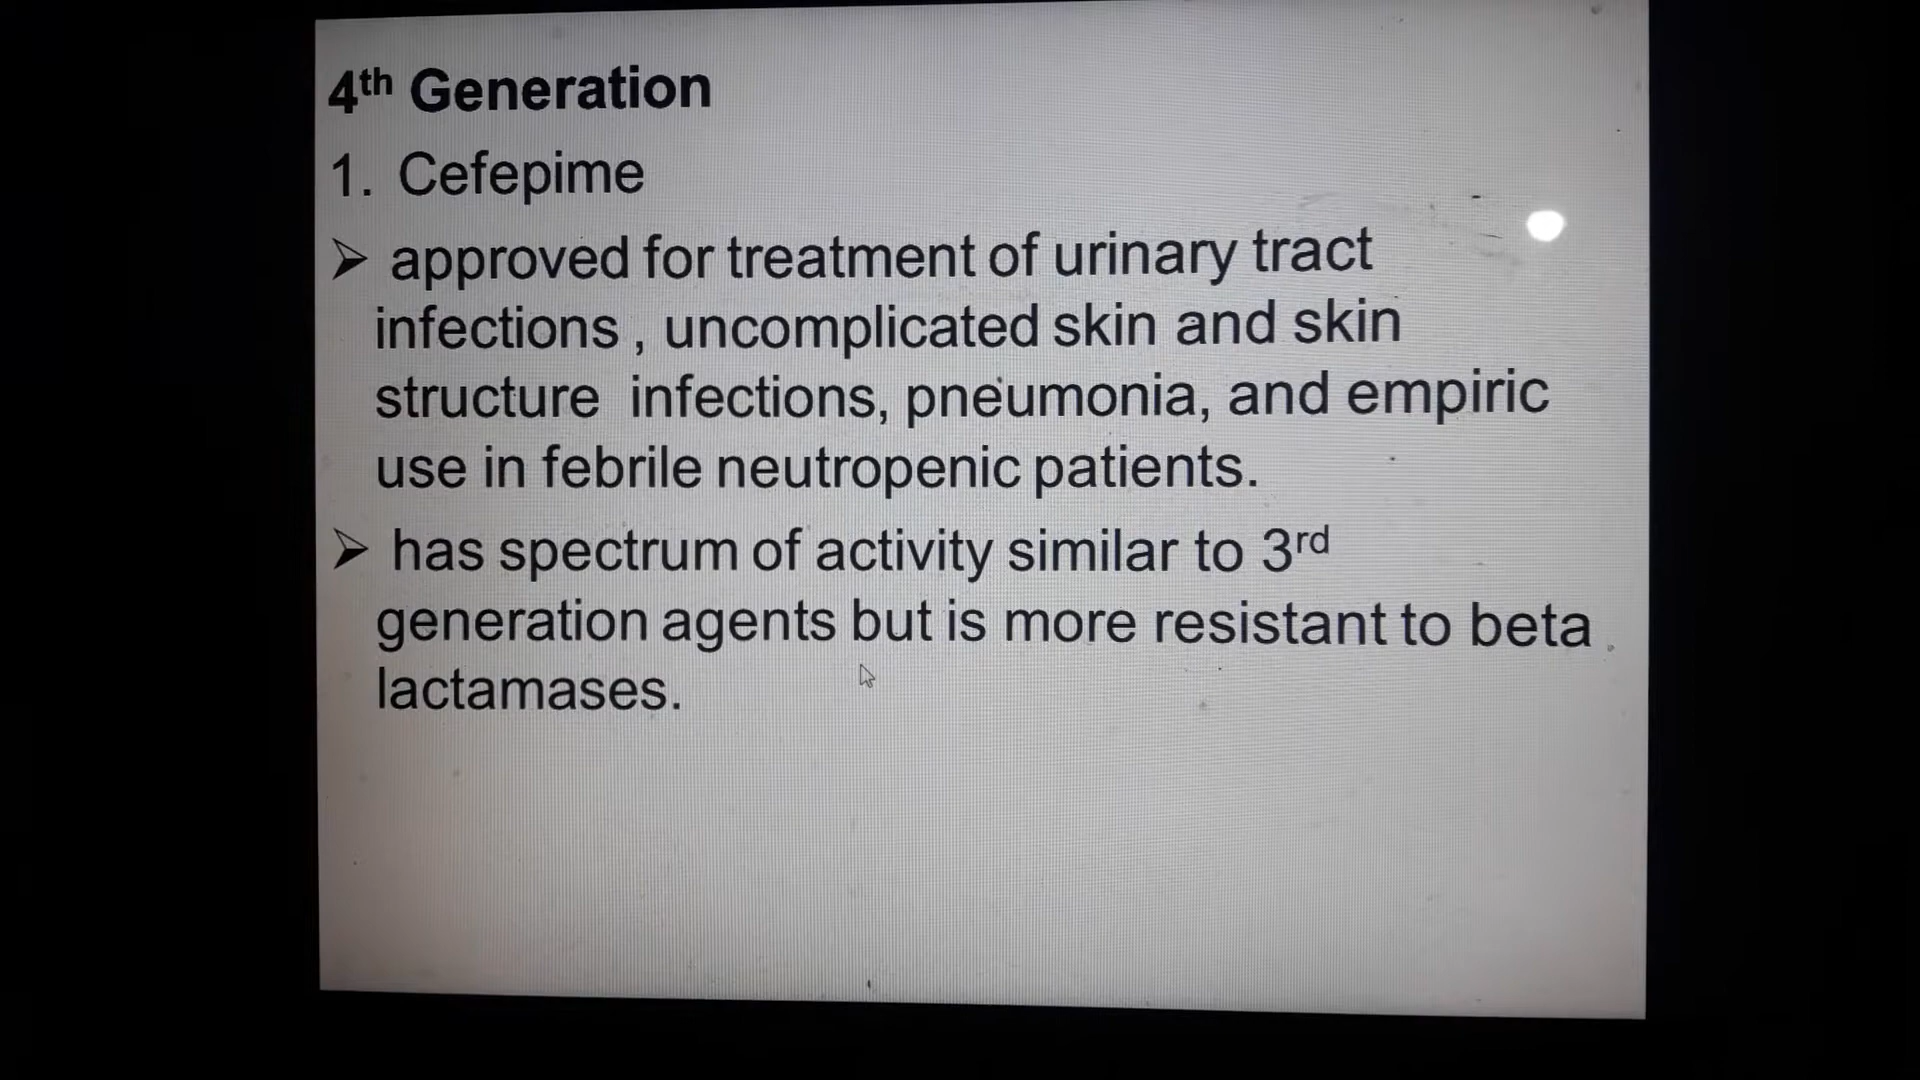 4th Generation
1. Cefepime
➢ approved for treatment of urinary tract
infections , uncomplicated skin and skin
structure infections, pneumonia, and empiric
use in febrile neutropenic patients.
➢ has spectrum of activity similar to 3rd
generation agents but is more resistant to beta
lactamases.